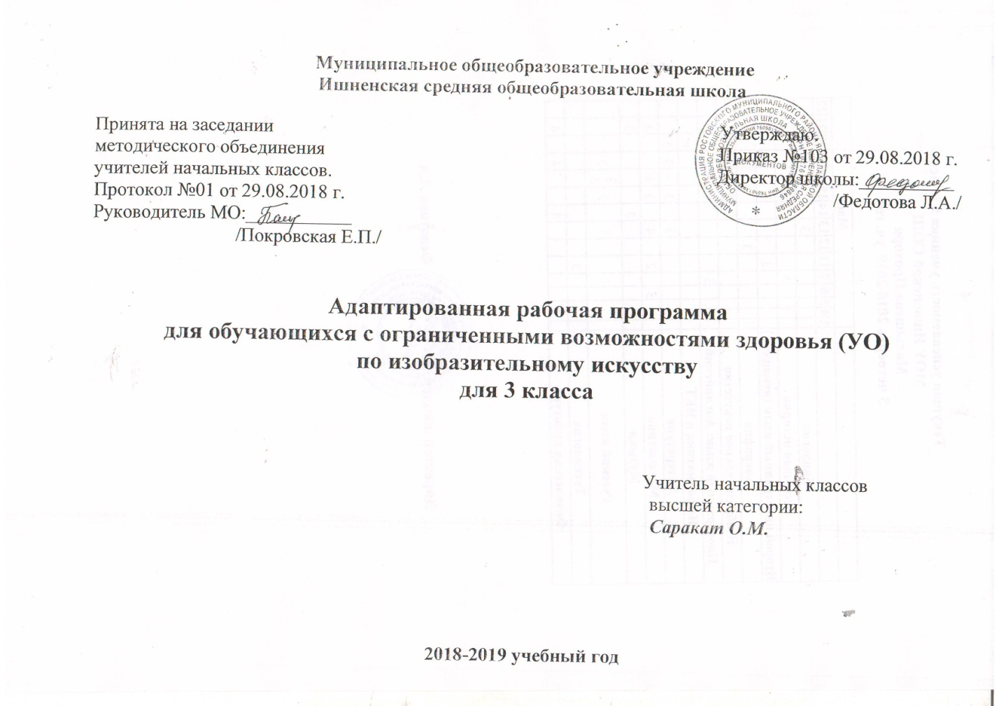 Муниципальное общеобразовательное учреждение
Ишненская средняя общеобразовательная школа
Принята на заседании
методического объединения
учителей начальных классов.
Протокол №01 от 29.08.2018 г.
Руководитель МО:
/Покровская Е.П./
Утверждаю.
Приказ №103 от 29.08.2018 г.
Директор школы:
/Федотова Л.А./
ДОКУМЕНТОВ
Адаптированная рабочая программа
для обучающихся с ограниченными возможностями здоровья (УО)
по изобразительному искусству
для 3 класса
Учитель начальных классов
высшей категории:
Саракат О.М.
2018-2019 учебный год